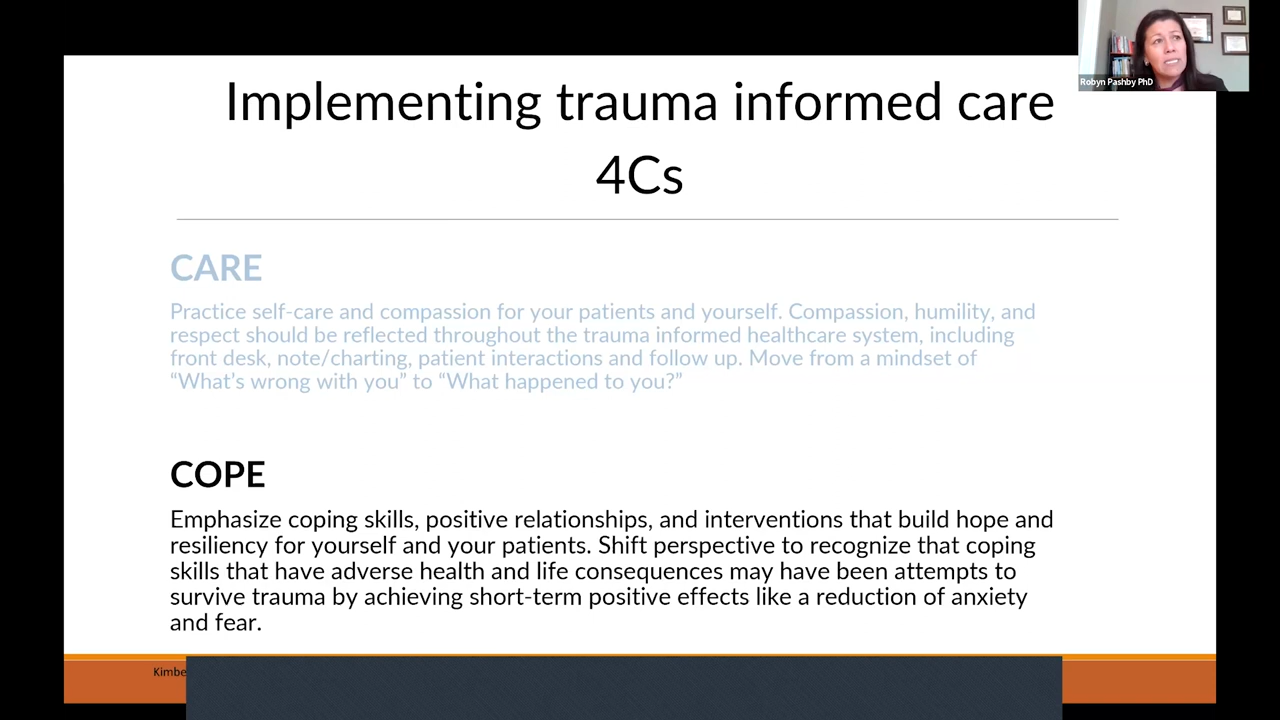 Robyn Pashby PhD
Implementing trauma informed care
4Cs
CARE
Practice self-care and compassion for your patients and yourself. Compassion, humility, and
respect should be reflected throughout the trauma informed healthcare system, including
front desk, note/charting, patient interactions and follow up. Move from a mindset of
“What’s wrong with you” to “What happened to you?”
COPE
Emphasize coping skills, positive relationships, and interventions that build hope and
resiliency for yourself and your patients. Shift perspective to recognize that coping
skills that have adverse health and life consequences may have been attempts to
survive trauma by achieving short-term positive effects like a reduction of anxiety
and fear.
Kimbe